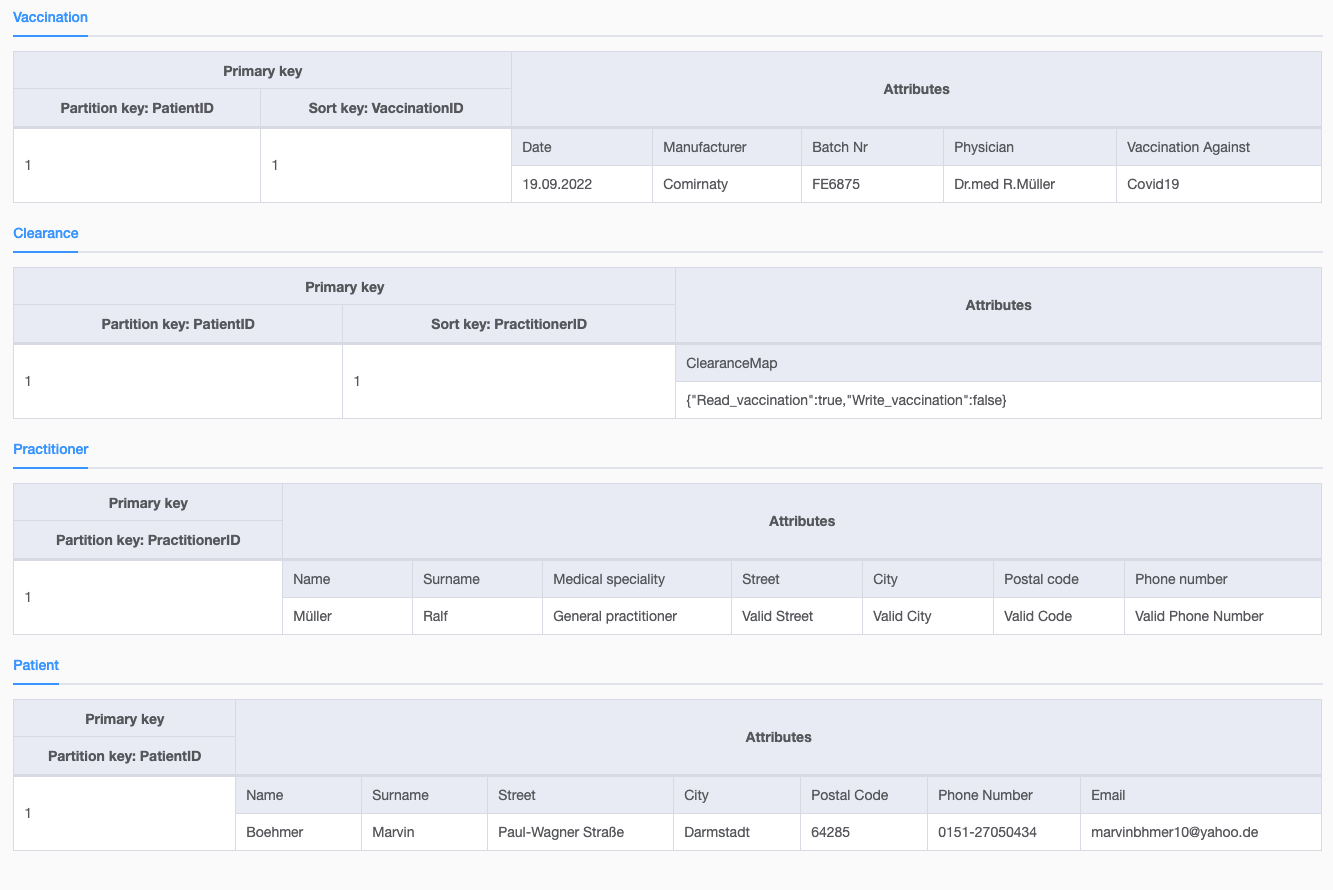 Vaccination
Primary key
Attributes
Partition key: PatientID Sort key: VaccinationID
Date Manufacturer Batch Nr Physician Vaccination Against
1 1
19.09.2022 Comirnaty FE6875 Dr.med R.Müller Covid19
Clearance
Primary key
Attributes
Partition key: PatientID Sort key: PractitionerID
ClearanceMap
1 1
{"Read_vaccination":true,"Write_vaccination":false}
Practitioner
Primary key
Attributes
Partition key: PractitionerID
Name Surname Medical speciality Street City Postal code Phone number
1
Müller Ralf General practitioner Valid Street Valid City Valid Code Valid Phone Number
Patient
Primary key
Attributes
Partition key: PatientID
Name Surname Street City Postal Code Phone Number Email
1
Boehmer Marvin Paul-Wagner Straße Darmstadt 64285 0151-27050434 marvinbhmer10@yahoo.de